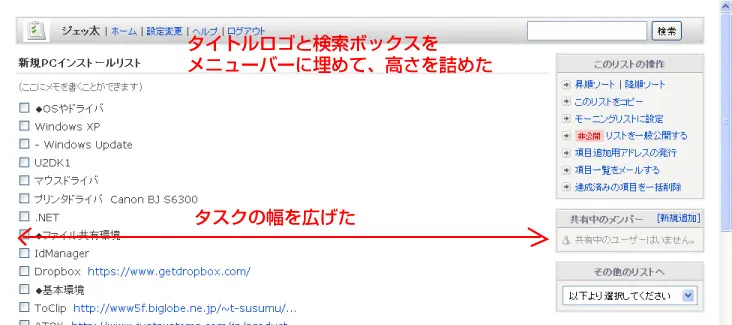 ジェッ太 | ホーム | 設定変更 | ヘルプ | ログアウト
検索
タイトルロゴと検索ボックスを
メニューバーに埋めて、高さを詰めた
新規PCインストールリスト
(ここにメモを書くことができます)
◆OSやドライバ
Windows XP
- Windows Update
U2DK1
マウスドライバ
プリンタドライバ Canon BJ S6300
.NET
タスクの幅を広げた
◆ファイル共有環境
IdManager
Dropbox https://www.getdropbox.com/
◆基本環境
ToClip http://www5f.biglobe.ne.jp/~t-susumu/...
このリストの操作
昇順ソート | 降順ソート
このリストをコピー
モーニングリストに設定
非公開 リストを一般公開する
項目追加用アドレスの発行
項目一覧をメールする
達成済みの項目を一括削除
共有中のメンバー [新規追加]
共有中のユーザーはいません。
その他のリストへ
以下より選択してください